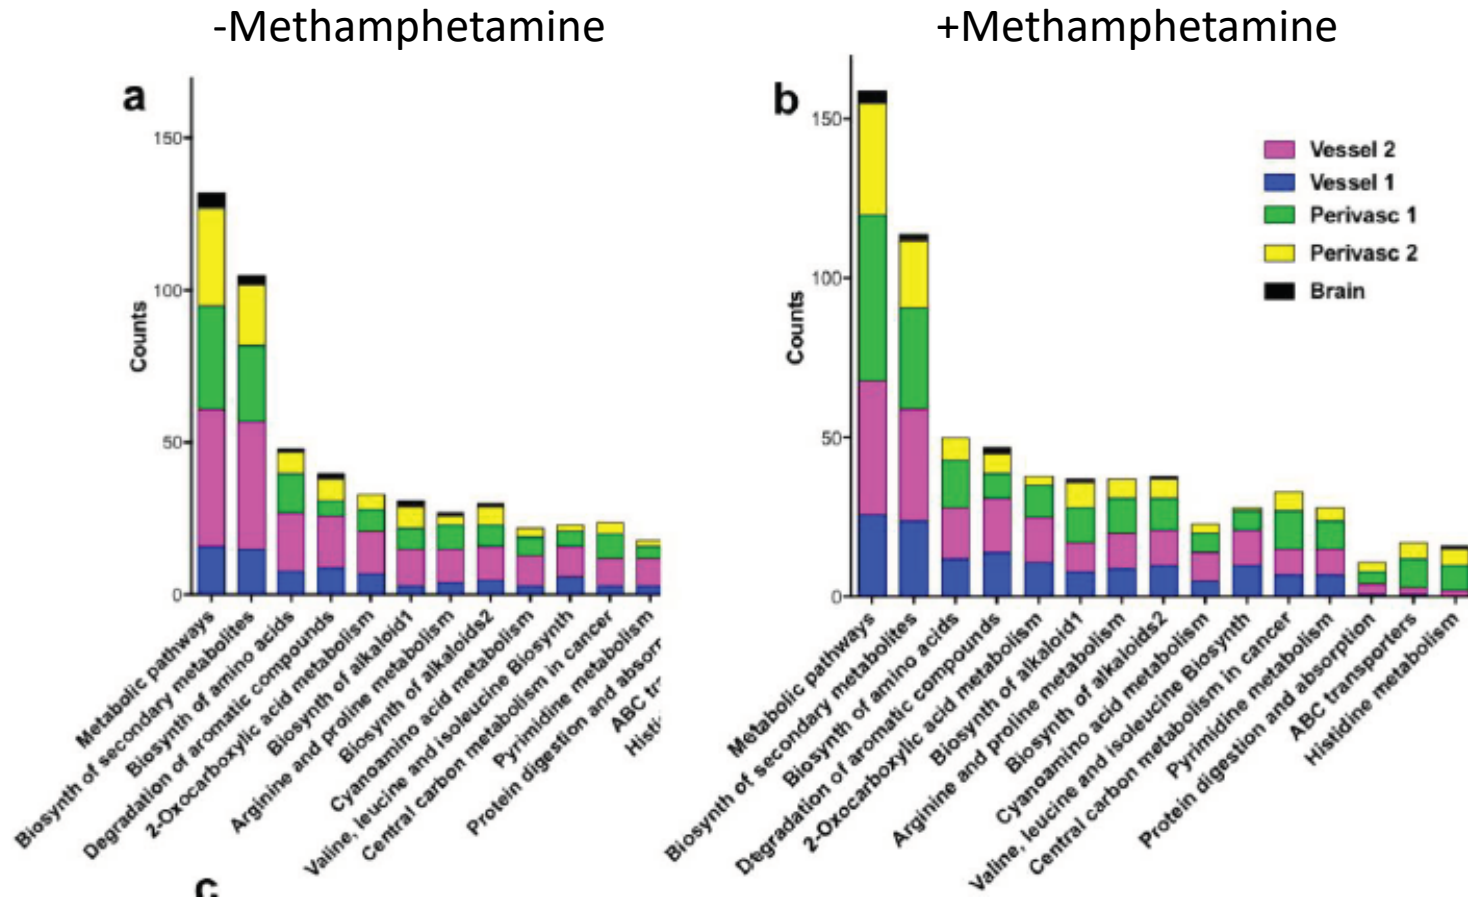 -Methamphetamine
+Methamphetamine
a
150
100
50
0
Counts
Metabolic pathways
Biosynth of secondary metabolites
Biosynth of amino acids
Degradation of aromatic compounds
2-Oxocarboxylic acid metabolism
Biosynth of alkaloid1
Arginine and proline metabolism
Biosynth of alkaloids2
Cyanoamino acid metabolism
Valine, leucine and isoleucine Biosynth
Central carbon metabolism in cancer
Pyrimidine metabolism
Protein digestion and absor
ABC
b
150
100
50
0
Counts
Vessel 2
Vessel 1
Perivasc 1
Perivasc 2
Brain
Metabolic pathways
Biosynth of secondary metabolites
Biosynth of amino acids
Degradation of aromatic compounds
2-Oxocarboxylic acid metabolism
Biosynth of alkaloid1
Arginine and proline metabolism
Biosynth of alkaloids2
Cyanoamino acid metabolism
Valine, leucine and isoleucine Biosynth
Central carbon metabolism in cancer
Pyrimidine metabolism
Protein digestion and absorption
ABC transporters
Histidine metabolism
c